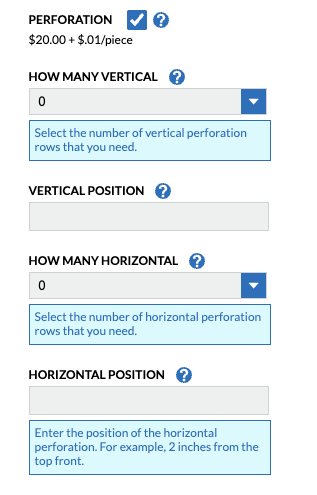 PERFORATION ?
$20.00 + $.01/piece
HOW MANY VERTICAL ?
0
Select the number of vertical perforation
rows that you need.
VERTICAL POSITION ?
HOW MANY HORIZONTAL ?
0
Select the number of horizontal perforation
rows that you need.
HORIZONTAL POSITION ?
Enter the position of the horizontal
perforation. For example, 2 inches from the
top front.